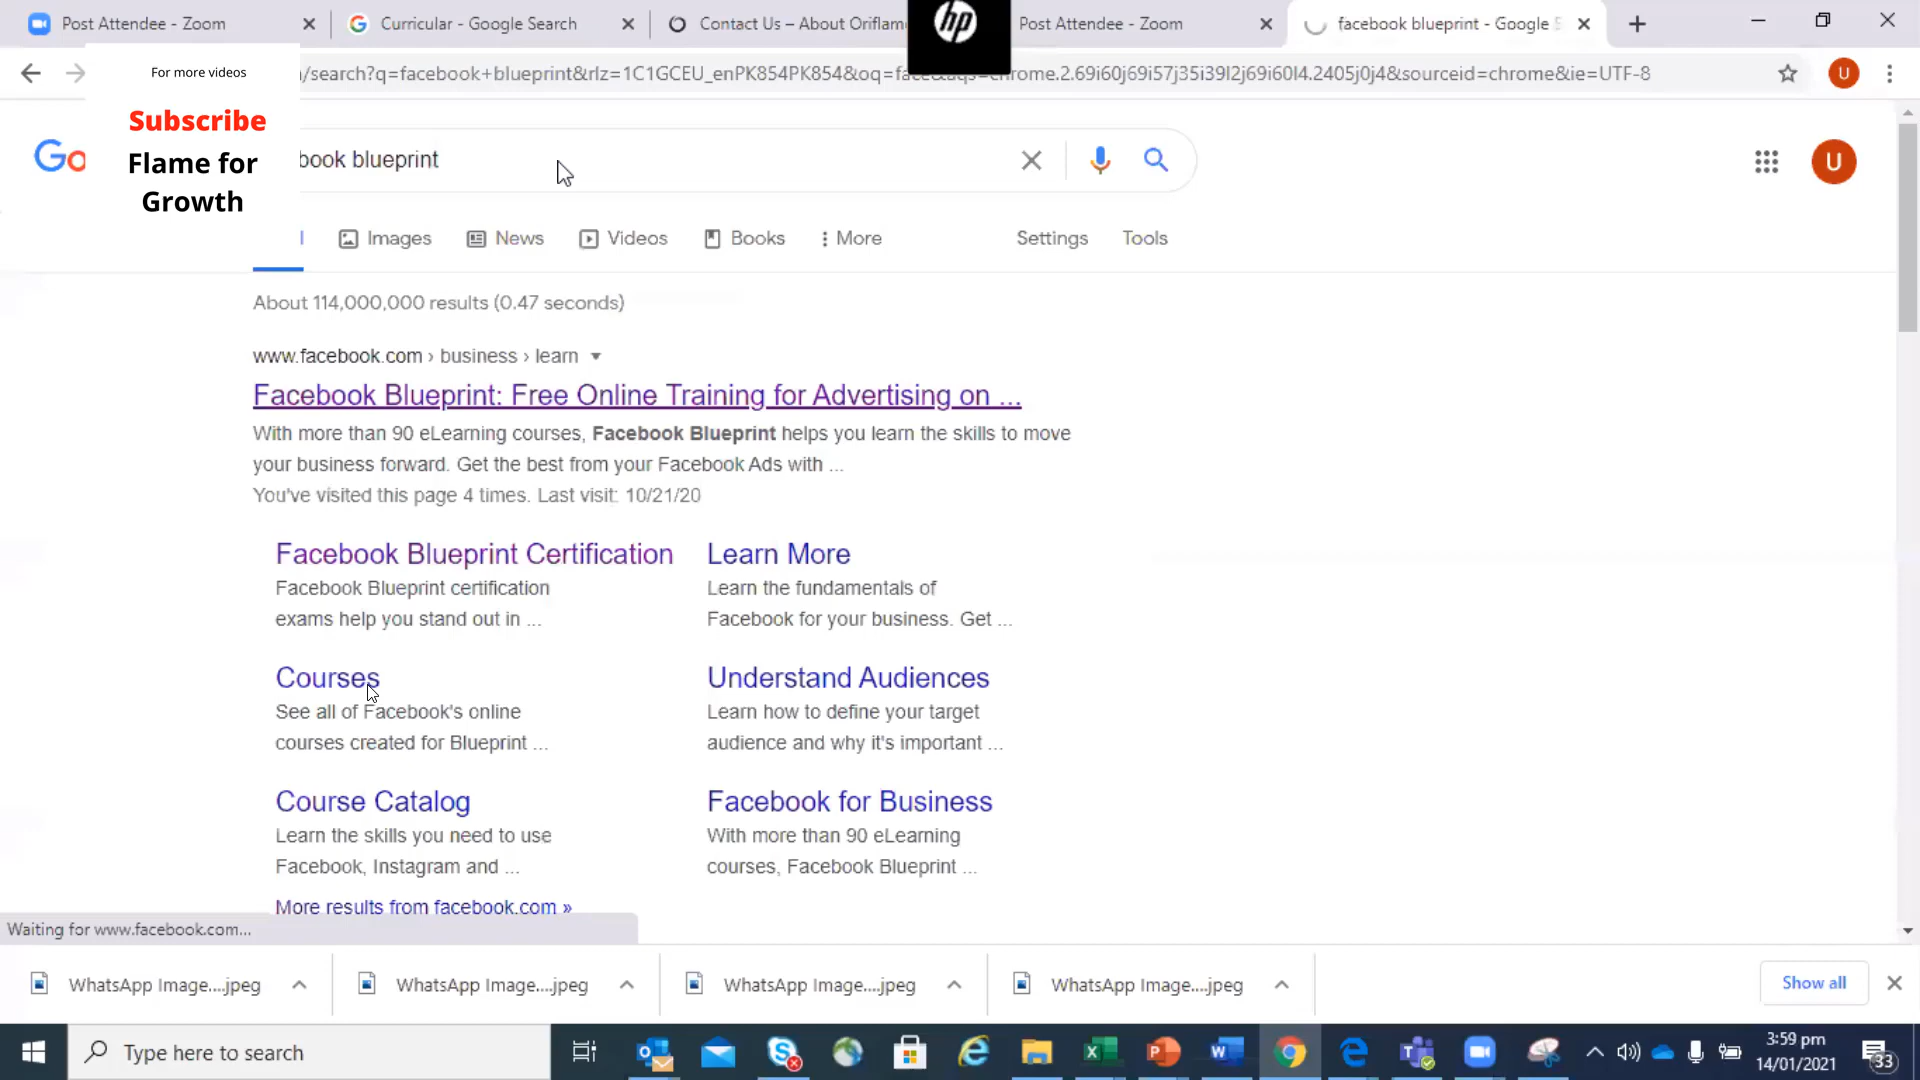 Post Attendee - Zoom
Curricular - Google Search
Contact Us – About Oriflam
hp
Post Attendee - Zoom
facebook blueprint - Google S
For more videos
/search?q=facebook+blueprint&rlz=1C1GCEU_enPK854PK854&oq=face&aqs=chrome.2.69i60j69i57j35i39l2j69i60l4.2405j0j4&sourceid=chrome&ie=UTF-8
U
Subscribe
Flame for
Growth
Go
book blueprint
U
l
Images
News
Videos
Books
More
Settings
Tools
About 114,000,000 results (0.47 seconds)
www.facebook.com › business › learn
Facebook Blueprint: Free Online Training for Advertising on ...
With more than 90 eLearning courses, Facebook Blueprint helps you learn the skills to move
your business forward. Get the best from your Facebook Ads with ...
You've visited this page 4 times. Last visit: 10/21/20
Facebook Blueprint Certification
Facebook Blueprint certification
exams help you stand out in ...
Learn More
Learn the fundamentals of
Facebook for your business. Get ...
Courses
See all of Facebook's online
courses created for Blueprint ...
Understand Audiences
Learn how to define your target
audience and why it's important ...
Course Catalog
Learn the skills you need to use
Facebook, Instagram and ...
Facebook for Business
With more than 90 eLearning
courses, Facebook Blueprint ...
More results from facebook.com »
Waiting for www.facebook.com...
WhatsApp Image....jpeg
WhatsApp Image....jpeg
WhatsApp Image....jpeg
WhatsApp Image....jpeg
Show all
Type here to search
3:59 pm
14/01/2021
33